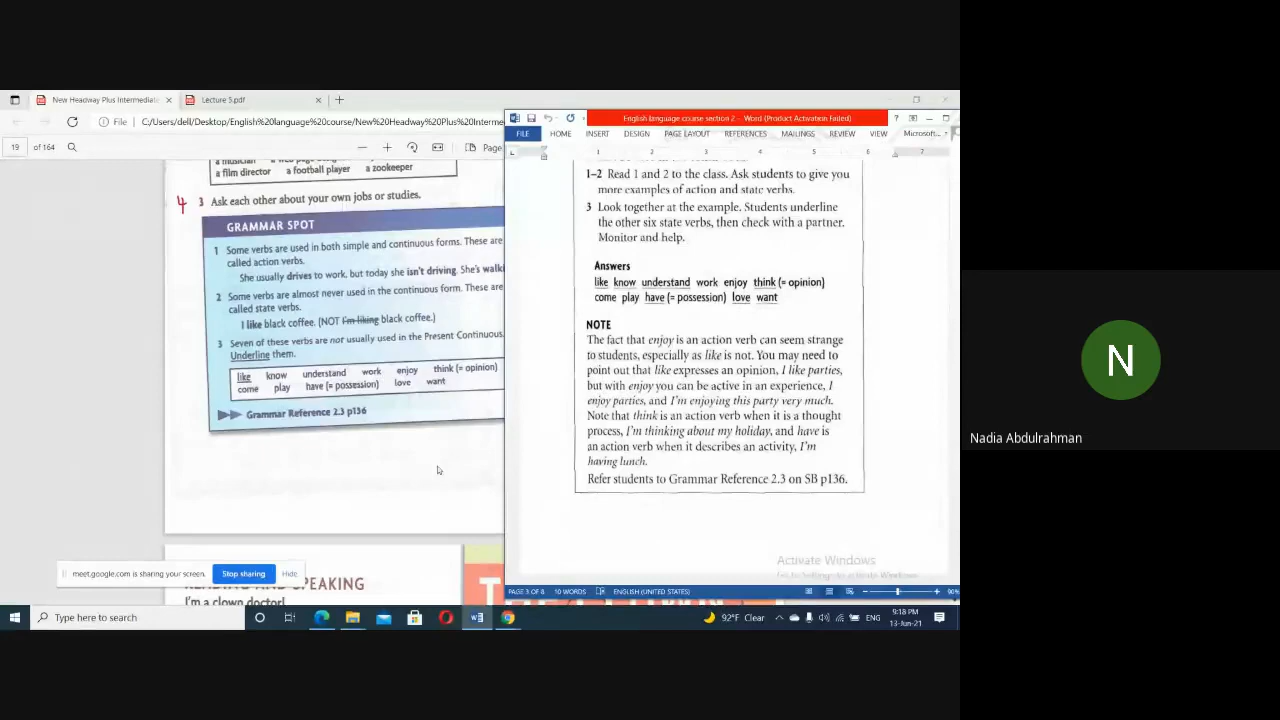 New Headway Plus Intermediate
Lecture 5.pdf
File
C:/Users/dell/Desktop/English%20language%20course/New%20Headway%20Plus%20Interme
19 of 164
Page
a film director a football player a zookeeper
4 3 Ask each other about your own jobs or studies.
GRAMMAR SPOT
1 Some verbs are used in both simple and continuous forms. These are
called action verbs.
She usually drives to work, but today she isn't driving. She's walki
2 Some verbs are almost never used in the continuous form. These are
called state verbs.
I like black coffee. (NOT I'm liking black coffee.)
3 Seven of these verbs are not usually used in the Present Continuous.
Underline them.
like know understand work enjoy think (= opinion)
come play have (= possession) love want
Grammar Reference 2.3 p136
meet.google.com is sharing your screen.
Stop sharing
Hide
READING AND SPEAKING
I'm a clown doctor!
English language course section 2 - Word (Product Activation Failed)
FILE HOME INSERT DESIGN PAGE LAYOUT REFERENCES MAILINGS REVIEW VIEW Microsoft...
1 2 3 4 5 6 7
1–2 Read 1 and 2 to the class. Ask students to give you
more examples of action and state verbs.
3 Look together at the example. Students underline
the other six state verbs, then check with a partner.
Monitor and help.
Answers
like know understand work enjoy think (= opinion)
come play have (= possession) love want
NOTE
The fact that enjoy is an action verb can seem strange
to students, especially as like is not. You may need to
point out that like expresses an opinion, I like parties,
but with enjoy you can be active in an experience, I
enjoy parties, and I'm enjoying this party very much.
Note that think is an action verb when it is a thought
process, I'm thinking about my holiday, and have is
an action verb when it describes an activity, I'm
having lunch.
Refer students to Grammar Reference 2.3 on SB p136.
Activate Windows
PAGE 3 OF 8 10 WORDS ENGLISH (UNITED STATES)
90%
Type here to search
92°F Clear
ENG
9:18 PM
13-Jun-21
N
Nadia Abdulrahman